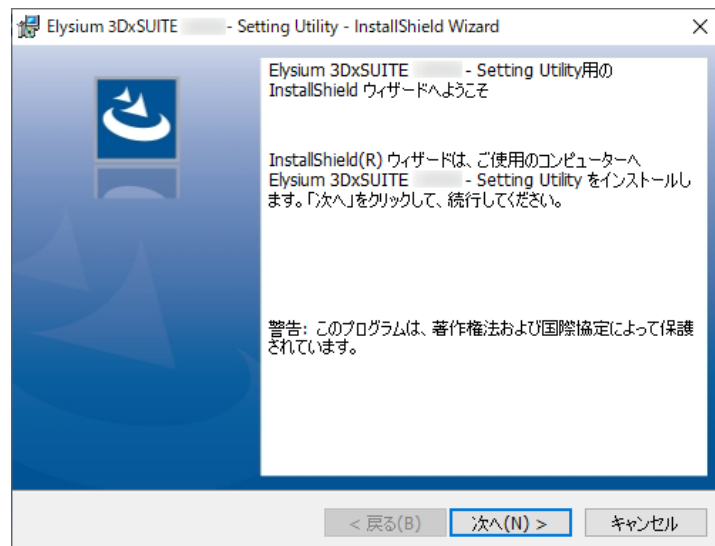 Elysium 3DxSUITE - Setting Utility - InstallShield Wizard
Elysium 3DxSUITE - Setting Utility用の
InstallShield ウィザードへようこそ
InstallShield(R) ウィザードは、ご使用のコンピューターへ
Elysium 3DxSUITE - Setting Utility をインストールし
ます。「次へ」をクリックして、続行してください。
警告: このプログラムは、著作権法および国際協定によって保護
されています。
< 戻る(B) 次へ(N) > キャンセル